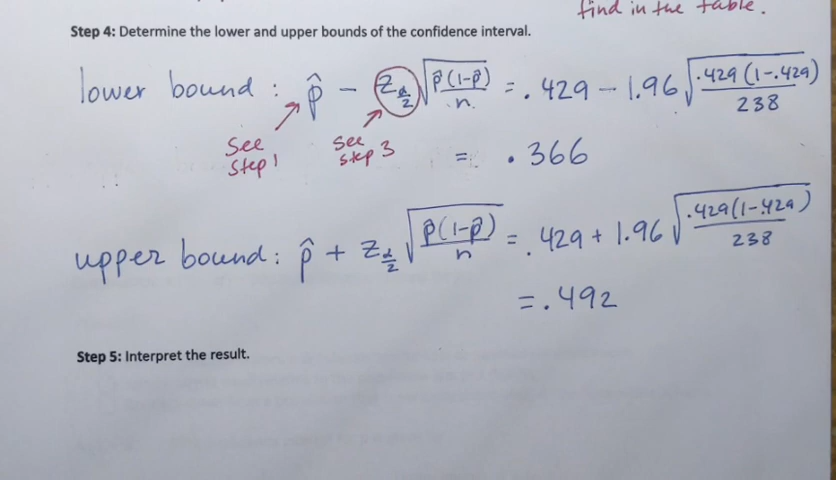 find in the table.
Step 4: Determine the lower and upper bounds of the confidence interval.
lower bound : p̂ − z_{α/2} √(p̂(1-p̂)/n) = .429 − 1.96 √(.429(1-.429)/238)
See step 1
See step 3
= .366
upper bound : p̂ + z_{α/2} √(p̂(1-p̂)/n) = .429 + 1.96 √(.429(1-.429)/238)
= .492
Step 5: Interpret the result.